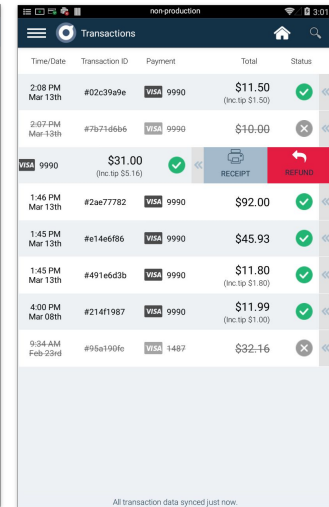 non-production
3:01
Transactions
Time/Date Transaction ID Payment Total Status
2:08 PM
Mar 13th
#02c39a9e VISA 9990 $11.50
(Inc.tip $1.50)
2:07 PM
Mar 13th
#7b71d6b6 VISA 9990 $10.00
VISA 9990 $31.00
(Inc.tip $5.16)
RECEIPT REFUND
1:46 PM
Mar 13th
#2ae77782 VISA 9990 $92.00
1:45 PM
Mar 13th
#e14e6f86 VISA 9990 $45.93
1:45 PM
Mar 13th
#491e6d3b VISA 9990 $11.80
(Inc.tip $1.80)
4:00 PM
Mar 08th
#214f1987 VISA 9990 $11.99
(Inc.tip $1.00)
9:34 AM
Feb 23rd
#95a190fc VISA 1487 $32.16
All transaction data synced just now.